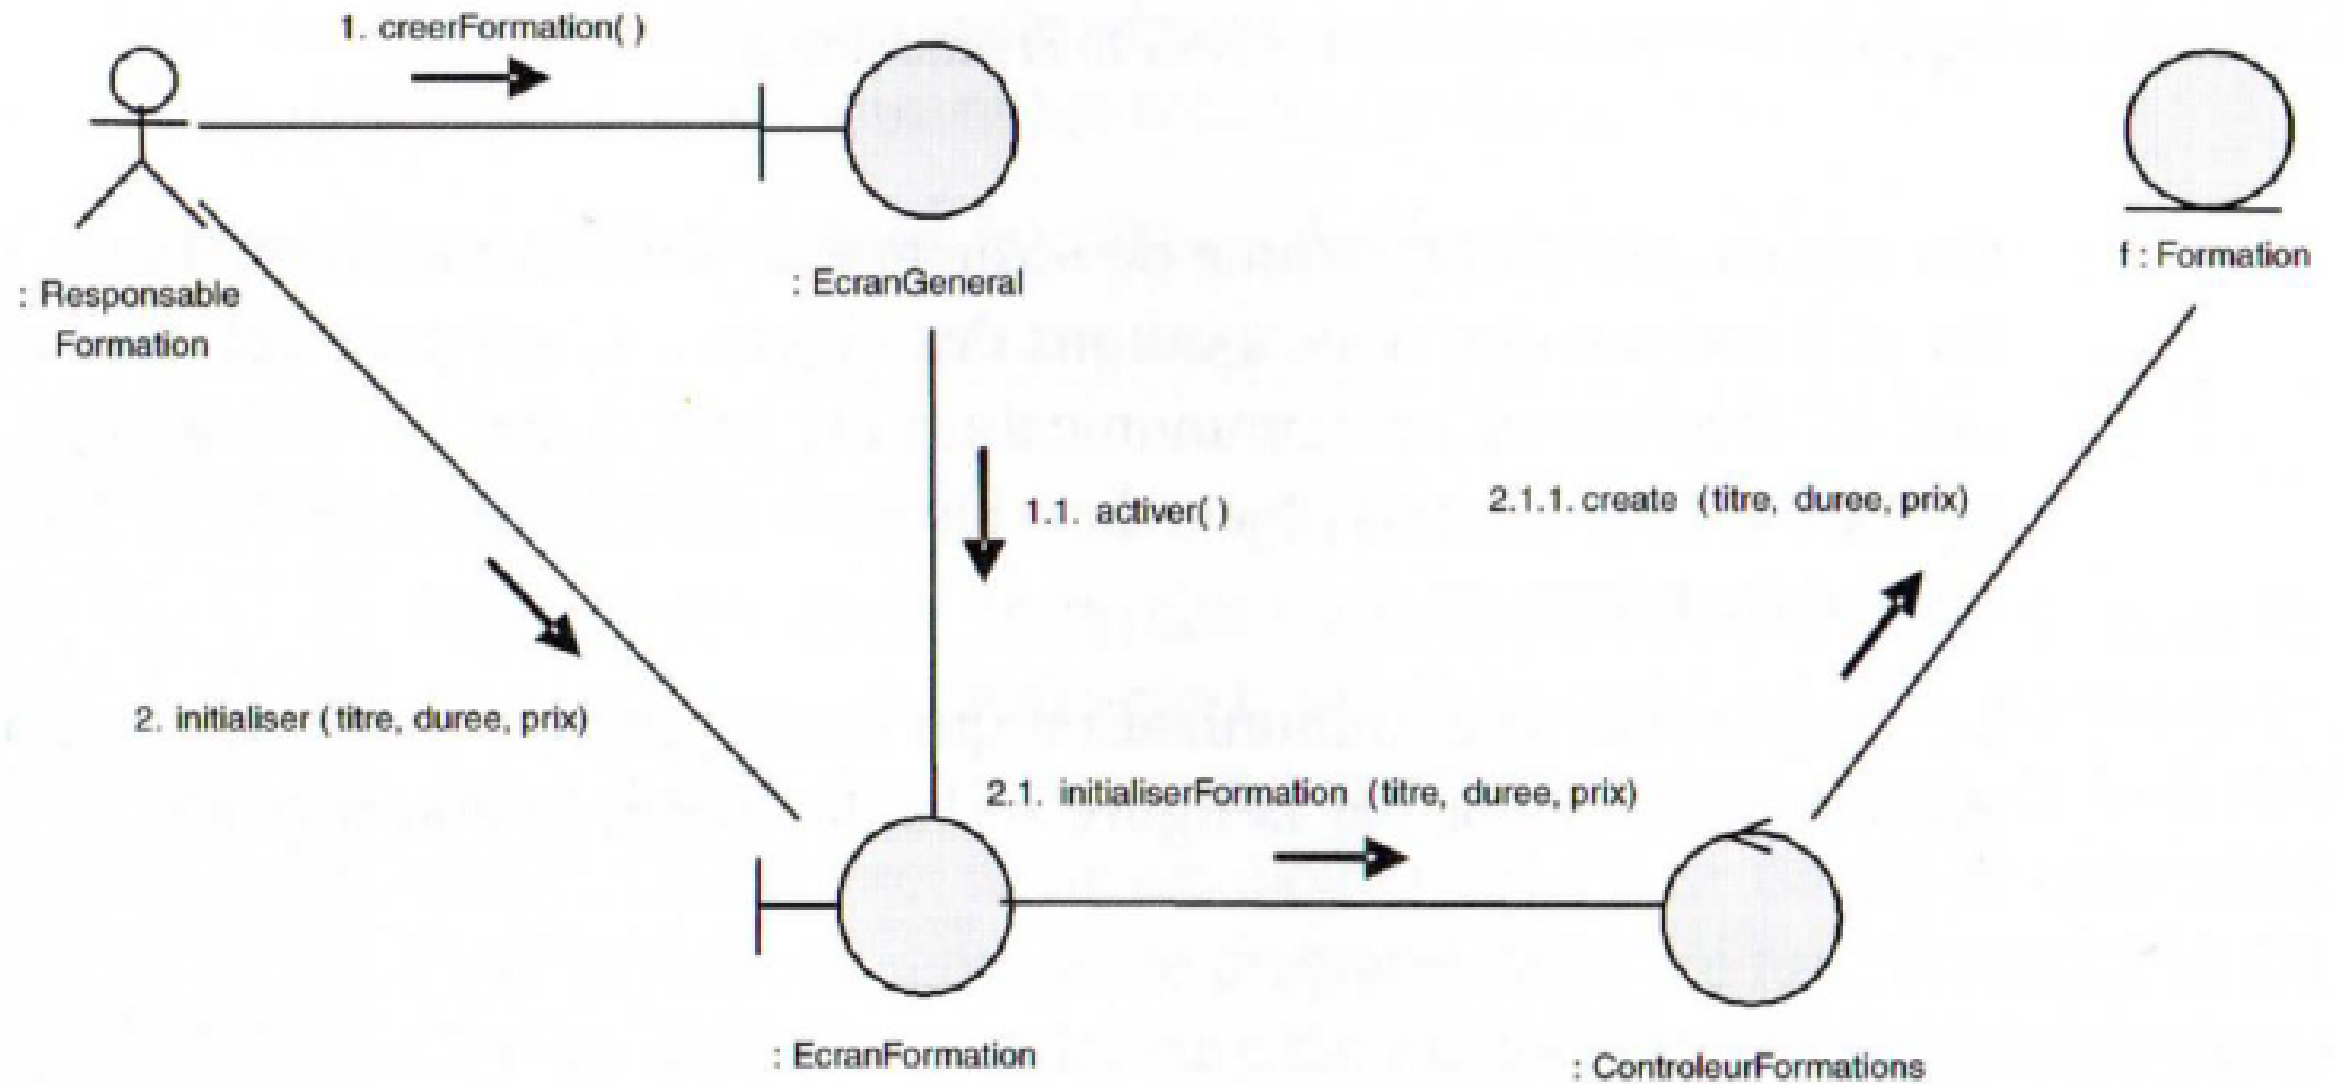 1. creerFormation( )
: Responsable
Formation
: EcranGeneral
f : Formation
1.1. activer( )
2.1.1. create (titre, duree, prix)
2. initialiser (titre, duree, prix)
2.1. initialiserFormation (titre, duree, prix)
: EcranFormation
: ControleurFormations